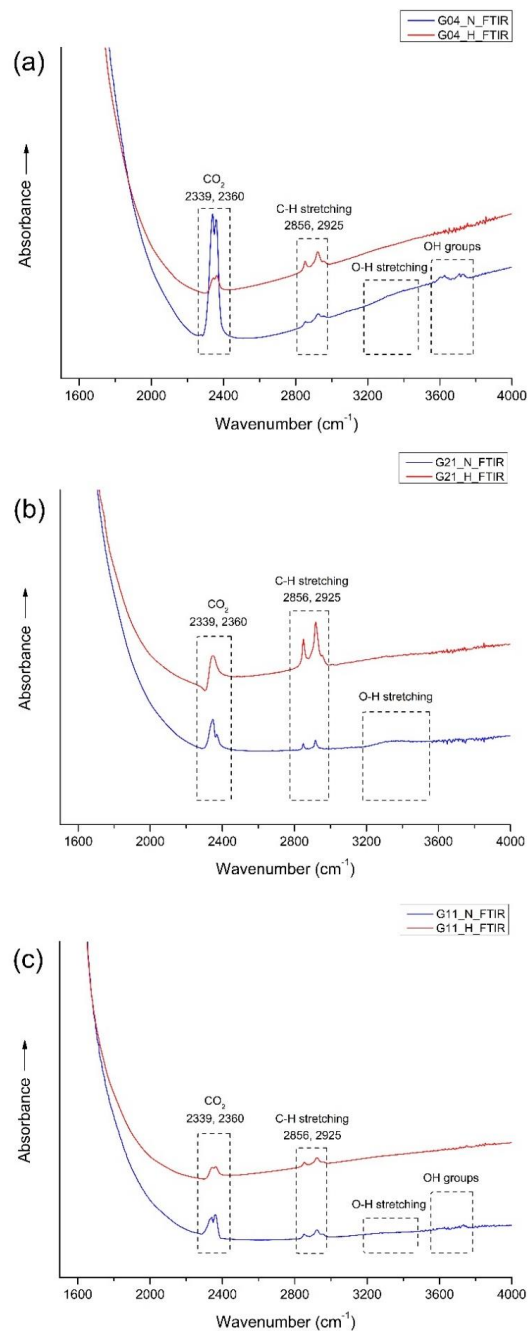 G04_N_FTIR
G04_H_FTIR
(a)
CO2
2339, 2360
C-H stretching
2856, 2925
O-H stretching
OH groups
Absorbance
1600 2000 2400 2800 3200 3600 4000
Wavenumber (cm-1)
G21_N_FTIR
G21_H_FTIR
(b)
CO2
2339, 2360
C-H stretching
2856, 2925
O-H stretching
Absorbance
1600 2000 2400 2800 3200 3600 4000
Wavenumber (cm-1)
G11_N_FTIR
G11_H_FTIR
(c)
CO2
2339, 2360
C-H stretching
2856, 2925
O-H stretching
OH groups
Absorbance
1600 2000 2400 2800 3200 3600 4000
Wavenumber (cm-1)